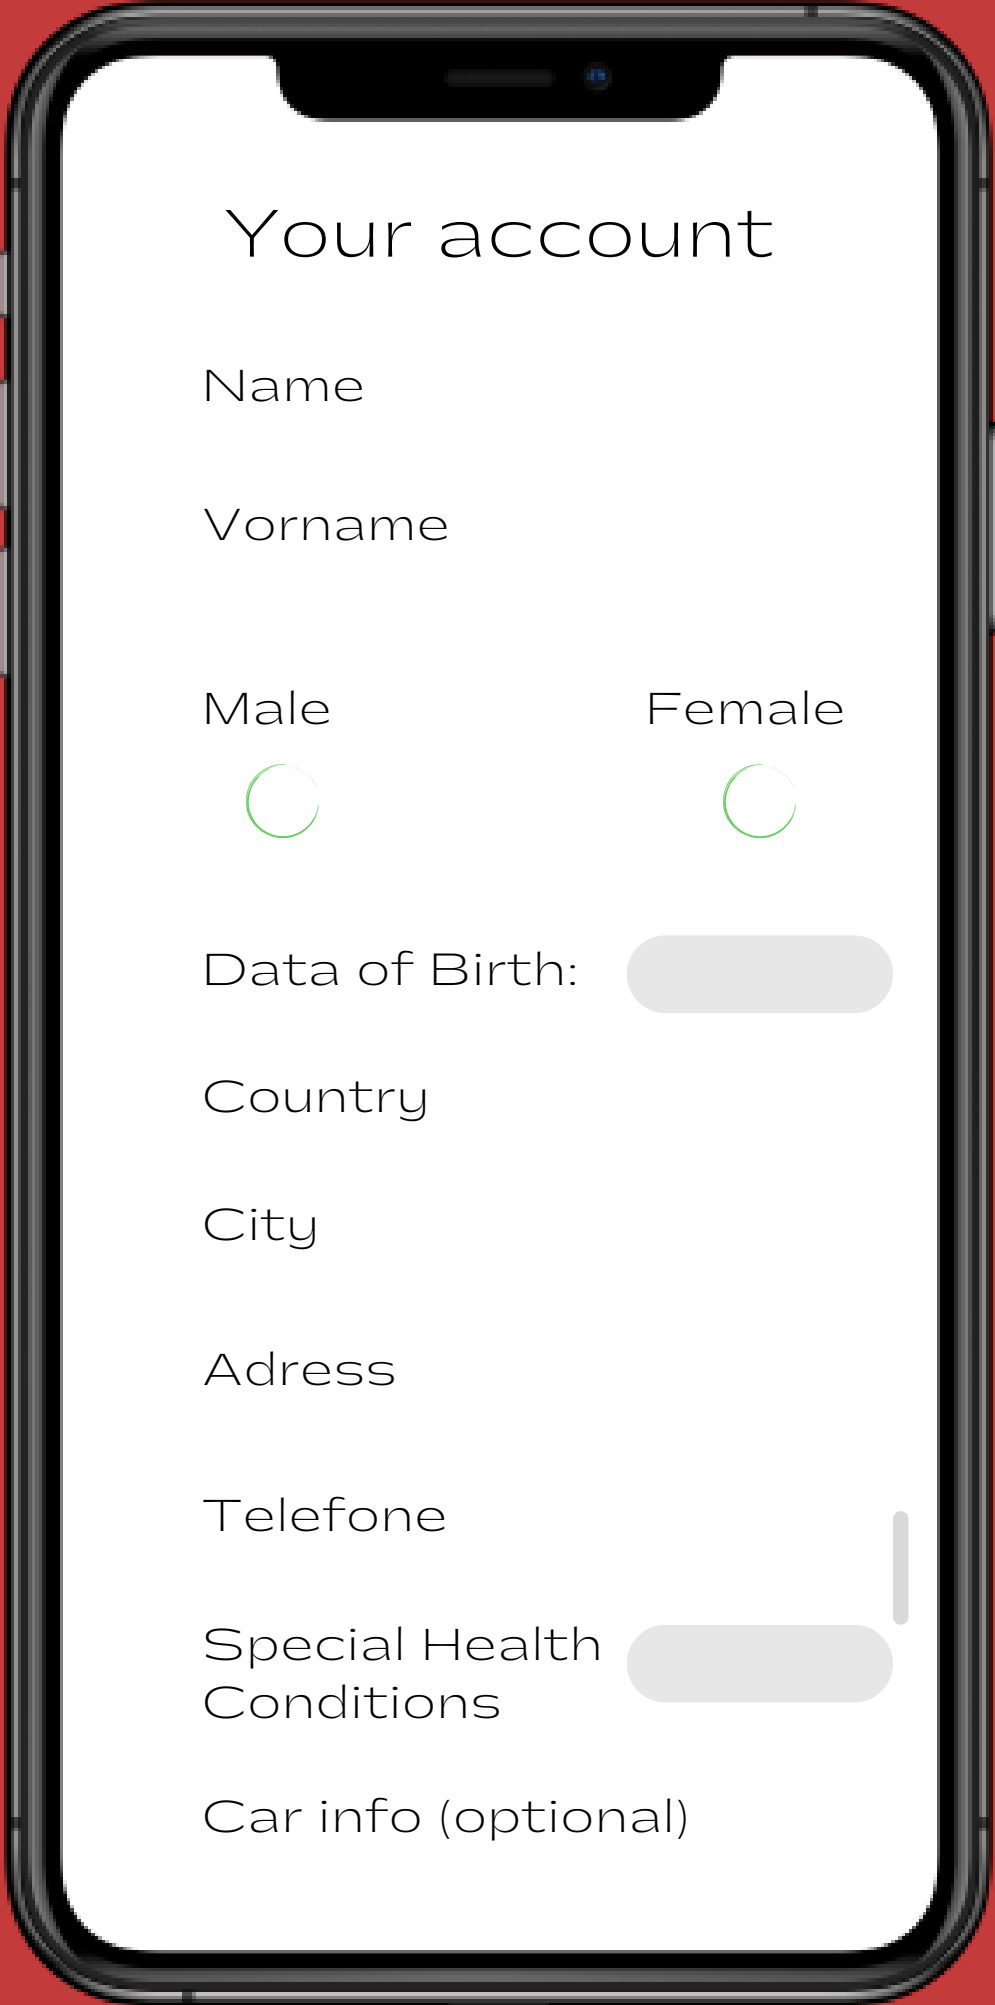 Your account
Name
Vorname
Male Female
Data of Birth:
Country
City
Adress
Telefone
Special Health
Conditions
Car info (optional)